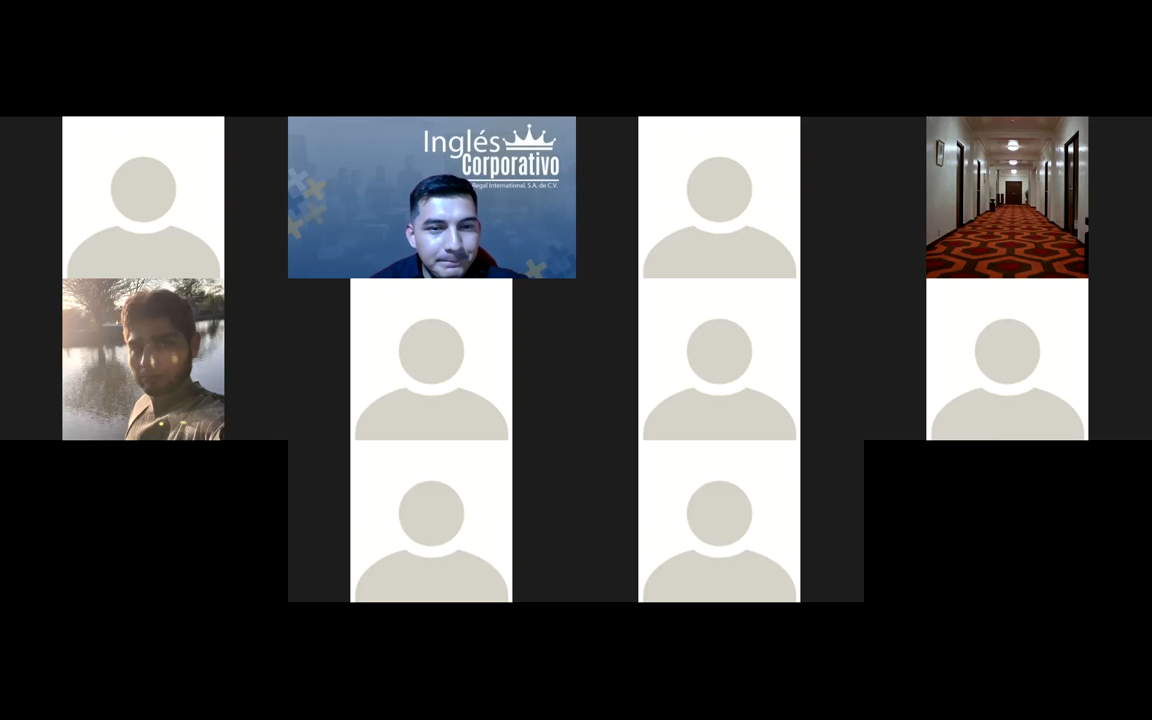 Inglés
Corporativo
Regal International, S.A. de C.V.